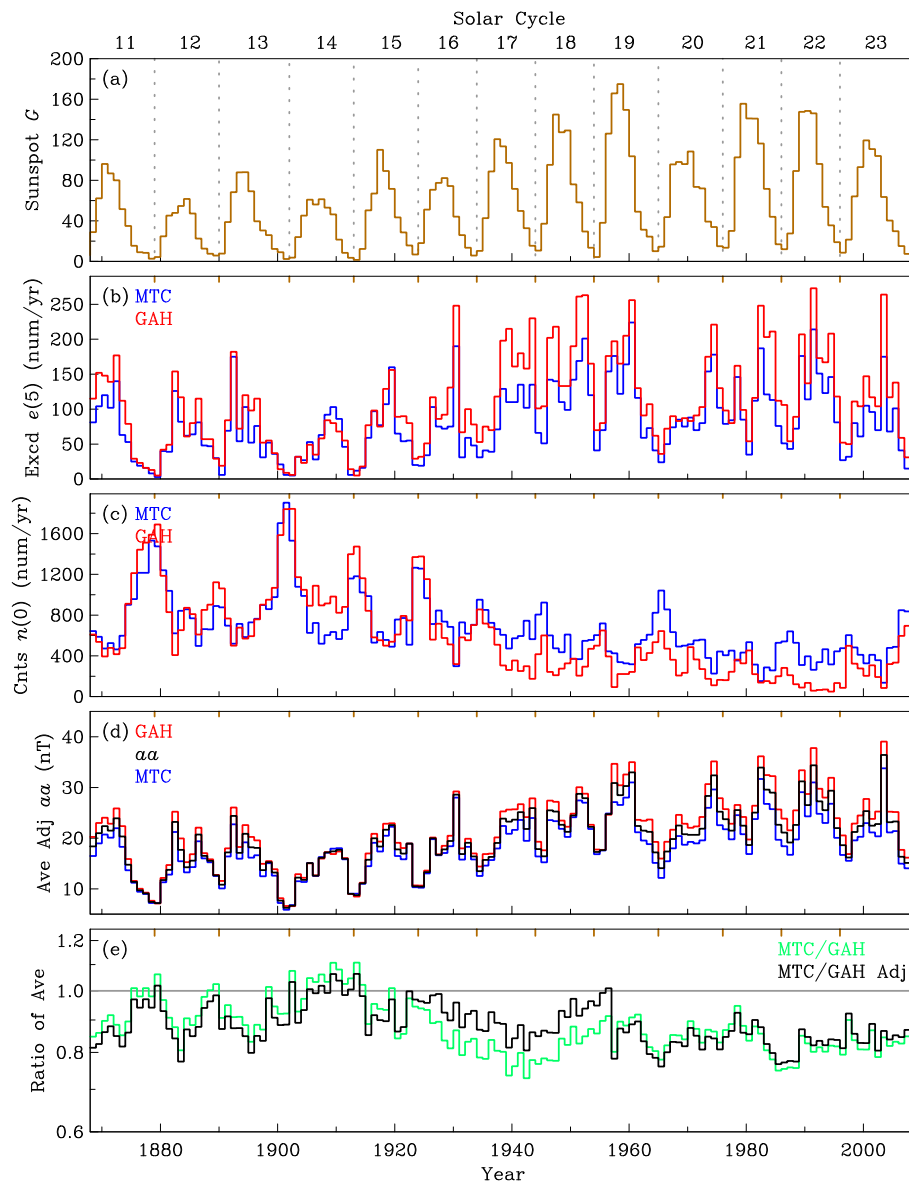 Solar Cycle
11 12 13 14 15 16 17 18 19 20 21 22 23
(a)
Sunspot G
200
160
120
80
40
0
(b)
MTC
GAH
Excd e(5) (num/yr)
250
200
150
100
50
0
(c)
MTC
GAH
Cnts n(0) (num/yr)
1600
1200
800
400
0
(d)
GAH
aa
MTC
Ave Adj aa (nT)
40
30
20
10
(e)
MTC/GAH
MTC/GAH Adj
Ratio of Ave
1.2
1.0
0.8
0.6
1880 1900 1920 1940 1960 1980 2000
Year